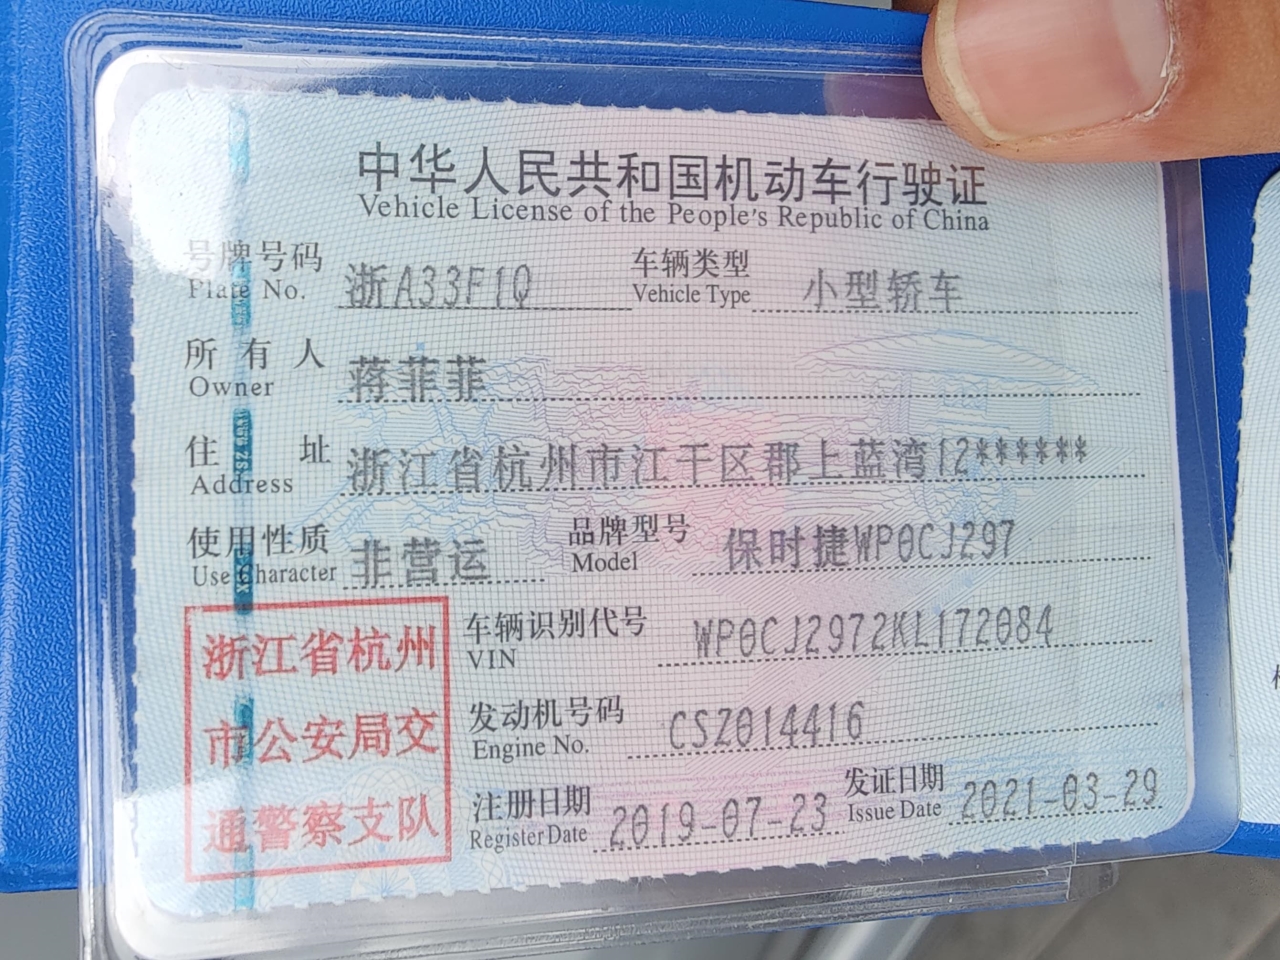 中华人民共和国机动车行驶证
Vehicle License of the People's Republic of China
号牌号码 浙A33F1Q 车辆类型 小型轿车
Plate No. Vehicle Type
所有人 蒋菲菲
Owner
住址 浙江省杭州市江干区郡上蓝湾12******
Address
使用性质 非营运 品牌型号 保时捷WP0CJ297
Use Character Model
浙江省杭州
市公安局交
通警察支队
车辆识别代号 WP0CJ2972KL172084
VIN
发动机号码 CSZ014416
Engine No.
注册日期 2019-07-23 发证日期 2021-03-29
Register Date Issue Date